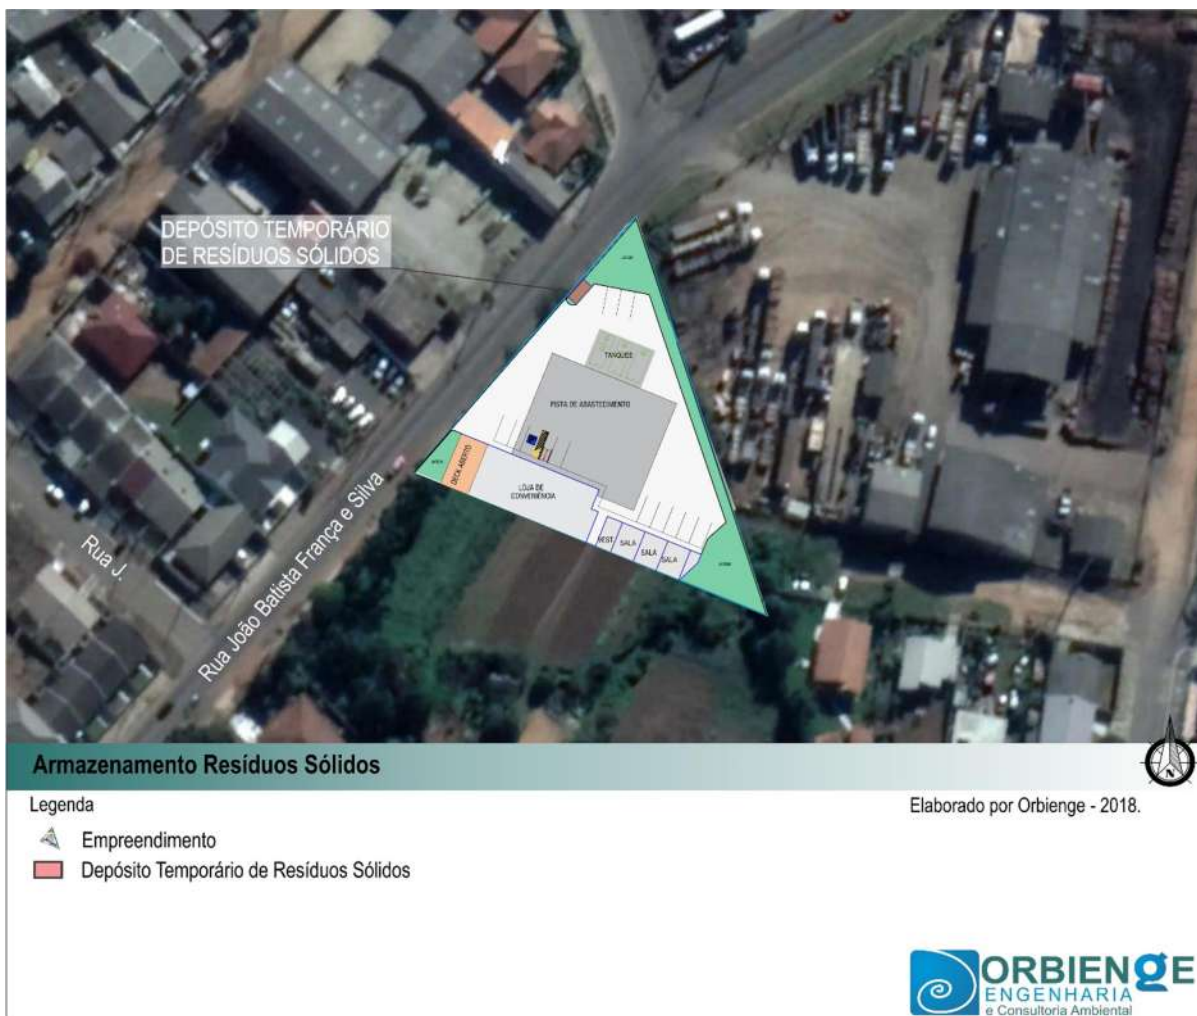 DEPÓSITO TEMPORÁRIO
DE RESÍDUOS SÓLIDOS
TANQUES
PISTA DE ABASTECIMENTO
DECK ABERTO
LOJA DE
CONVENIÊNCIA
VEST.
SALA
SALA
SALA
Rua J.
Rua João Batista França e Silva
Armazenamento Resíduos Sólidos
N
Legenda
Elaborado por Orbienge - 2018.
Empreendimento
Depósito Temporário de Resíduos Sólidos
ORBIENGE
ENGENHARIA
e Consultoria Ambiental